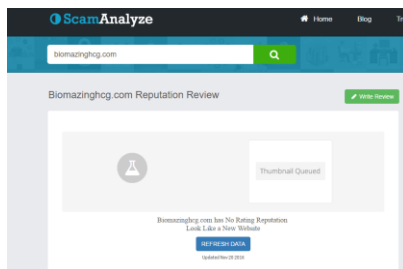 ScamAnalyze
Home
Blog
biomazinghcg.com
Biomazinghcg.com Reputation Review
Write Review
Thumbnail Queued
Biomazinghcg.com has No Rating Reputation
Look Like a New Website
REFRESH DATA